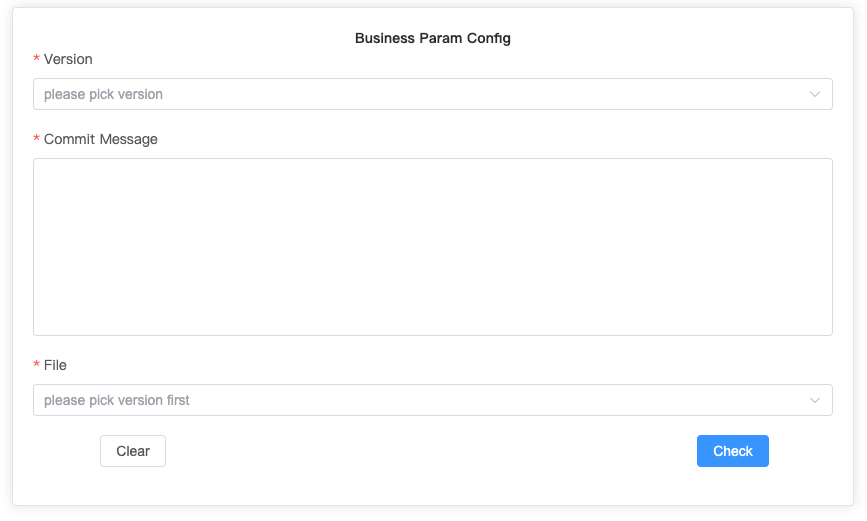 Business Param Config
* Version
please pick version
* Commit Message
* File
please pick version first
Clear
Check